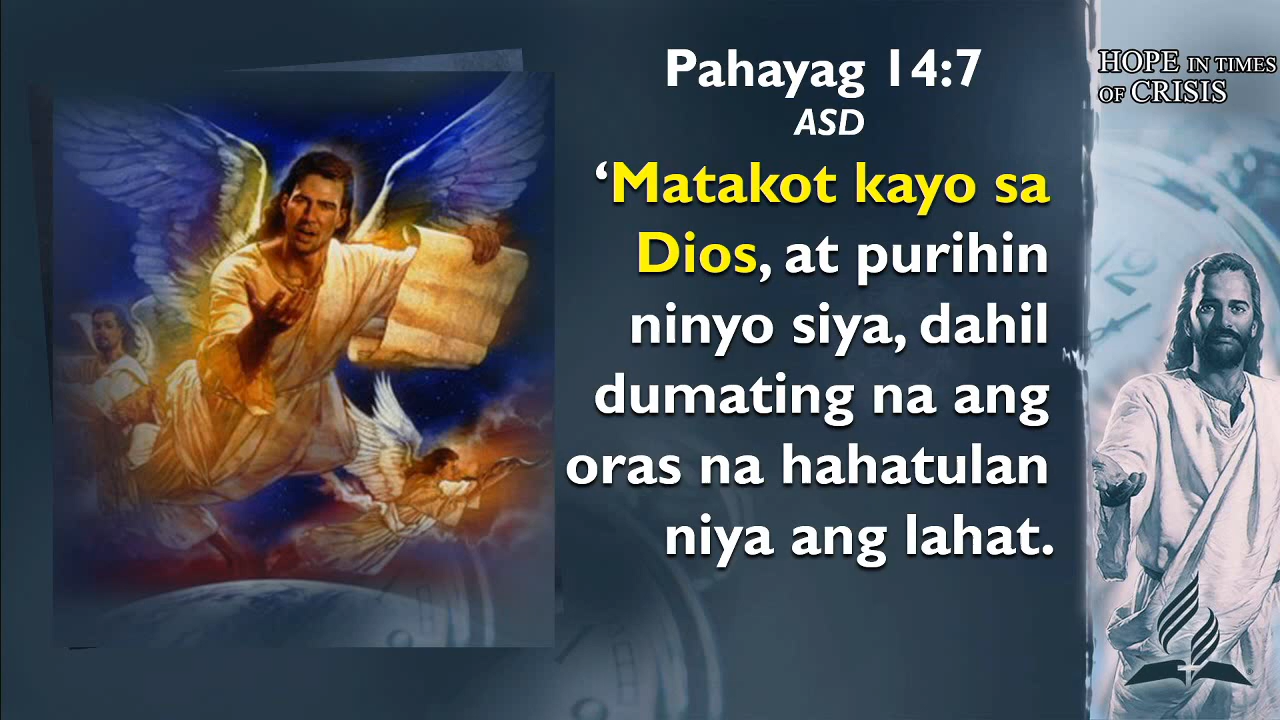 Pahayag 14:7
ASD
‘Matakot kayo sa
Dios, at purihin
ninyo siya, dahil
dumating na ang
oras na hahatulan
niya ang lahat.
HOPE IN TIMES
OF CRISIS